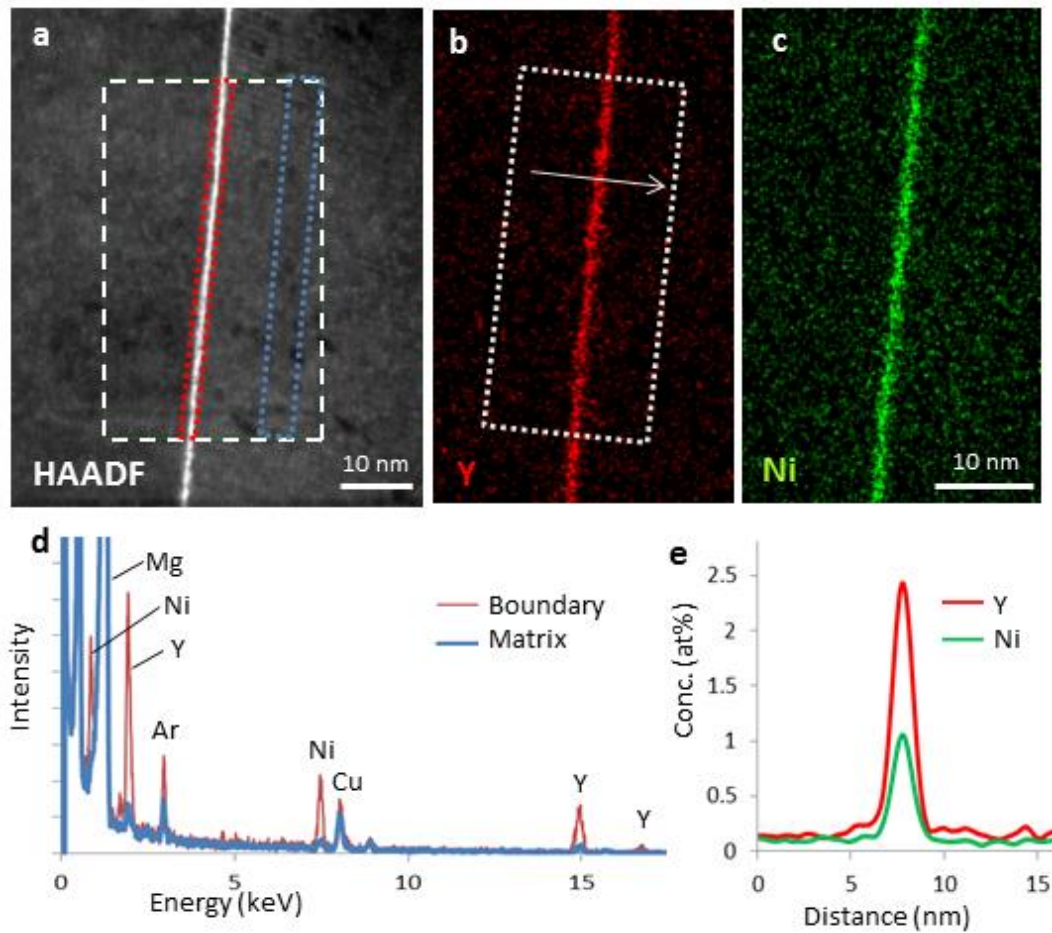 a
HAADF
10 nm
b
Y
c
Ni
10 nm
d
Mg
Ni
Y
Ar
Ni
Cu
Y
Y
Boundary
Matrix
Intensity
0
5
10
15
Energy (keV)
e
Y
Ni
Conc. (at%)
2.5
2
1.5
1
0.5
0
0
5
10
15
Distance (nm)